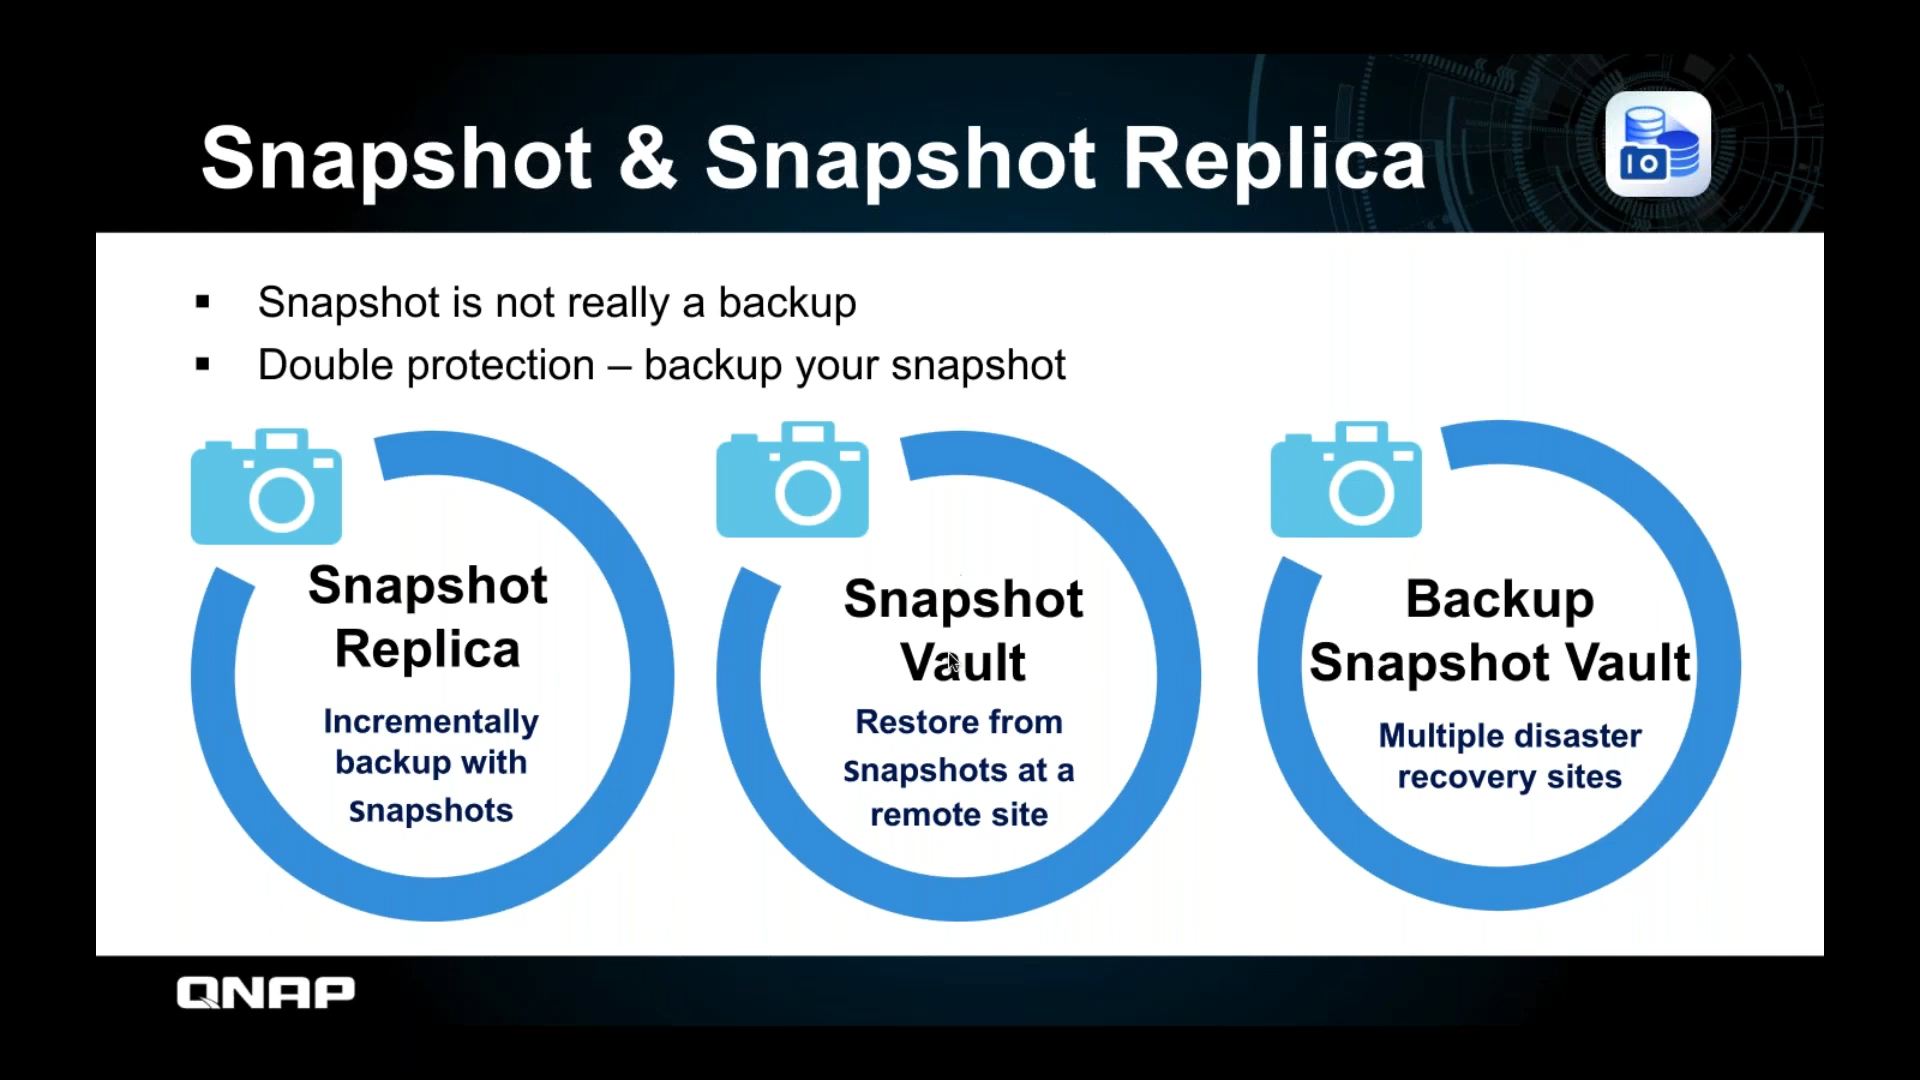 Snapshot & Snapshot Replica
Snapshot is not really a backup
Double protection – backup your snapshot
Snapshot
Replica
Incrementally
backup with
Snapshots
Snapshot
Vault
Restore from
Snapshots at a
remote site
Backup
Snapshot Vault
Multiple disaster
recovery sites
QNAP